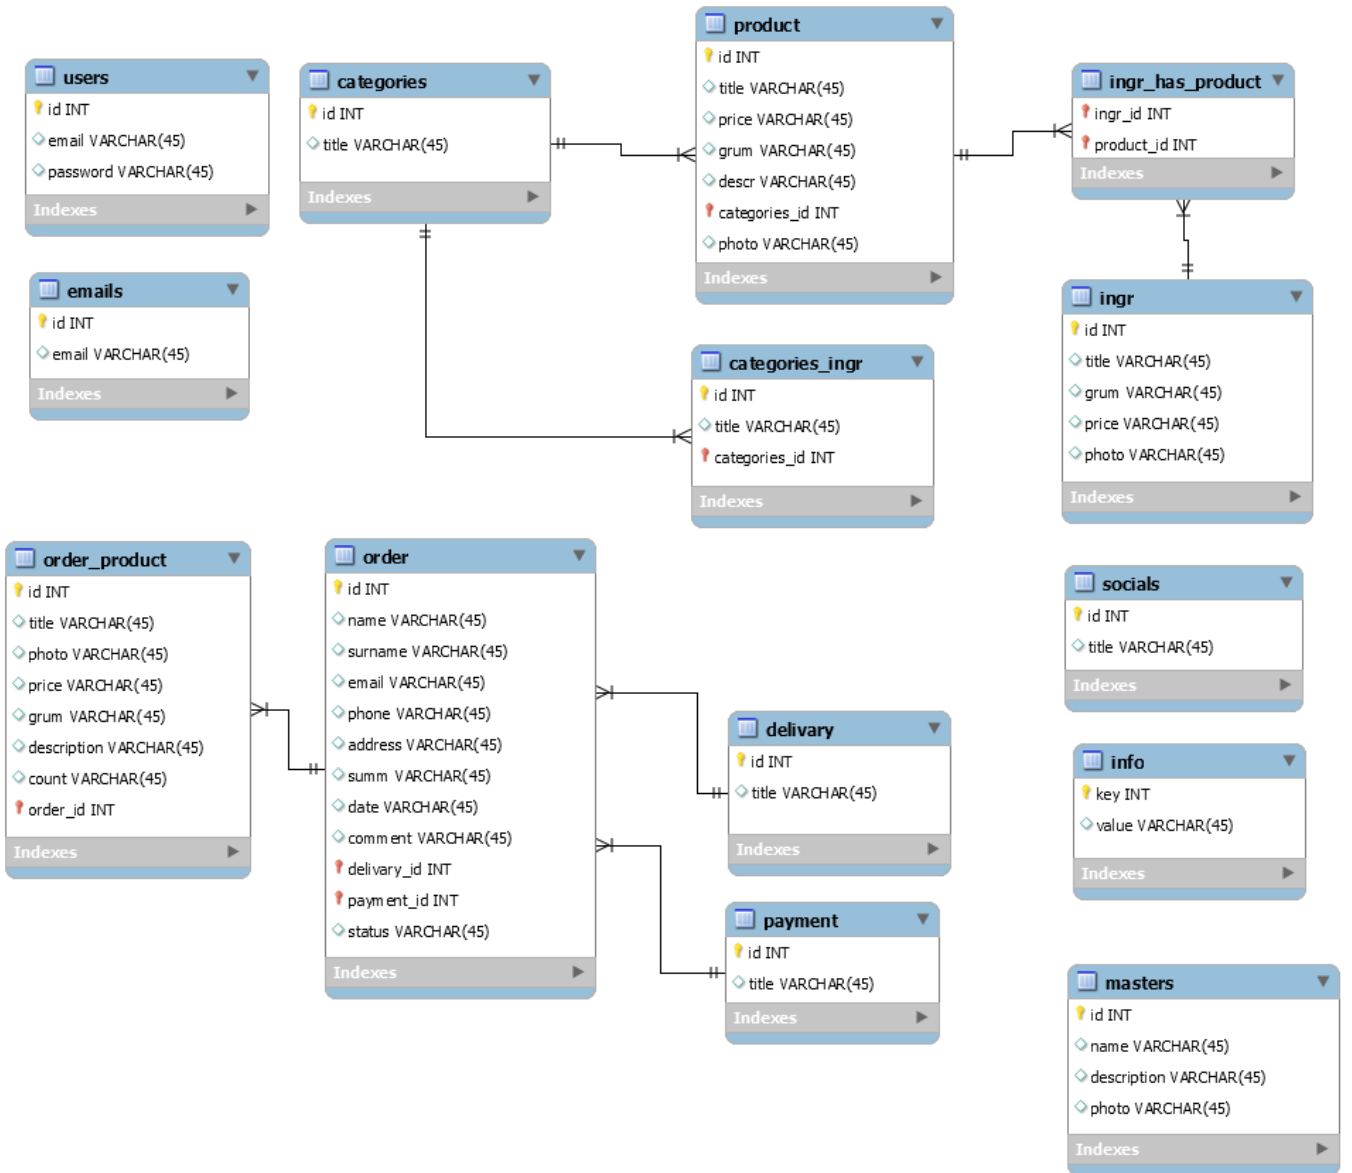 users
id INT
email VARCHAR(45)
password VARCHAR(45)
Indexes
categories
id INT
title VARCHAR(45)
Indexes
product
id INT
title VARCHAR(45)
price VARCHAR(45)
grum VARCHAR(45)
descr VARCHAR(45)
categories_id INT
photo VARCHAR(45)
Indexes
ingr_has_product
ingr_id INT
product_id INT
Indexes
emails
id INT
email VARCHAR(45)
Indexes
categories_ingr
id INT
title VARCHAR(45)
categories_id INT
Indexes
ingr
id INT
title VARCHAR(45)
grum VARCHAR(45)
price VARCHAR(45)
photo VARCHAR(45)
Indexes
order_product
id INT
title VARCHAR(45)
photo VARCHAR(45)
price VARCHAR(45)
grum VARCHAR(45)
description VARCHAR(45)
count VARCHAR(45)
order_id INT
Indexes
order
id INT
name VARCHAR(45)
surname VARCHAR(45)
email VARCHAR(45)
phone VARCHAR(45)
address VARCHAR(45)
summ VARCHAR(45)
date VARCHAR(45)
comment VARCHAR(45)
delivary_id INT
payment_id INT
status VARCHAR(45)
Indexes
delivary
id INT
title VARCHAR(45)
Indexes
payment
id INT
title VARCHAR(45)
Indexes
socials
id INT
title VARCHAR(45)
Indexes
info
key INT
value VARCHAR(45)
Indexes
masters
id INT
name VARCHAR(45)
description VARCHAR(45)
photo VARCHAR(45)
Indexes